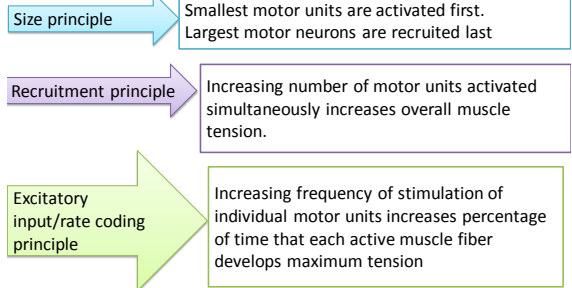 Size principle
Smallest motor units are activated first.
Largest motor neurons are recruited last
Recruitment principle
Increasing number of motor units activated
simultaneously increases overall muscle
tension.
Excitatory
input/rate coding
principle
Increasing frequency of stimulation of
individual motor units increases percentage
of time that each active muscle fiber
develops maximum tension